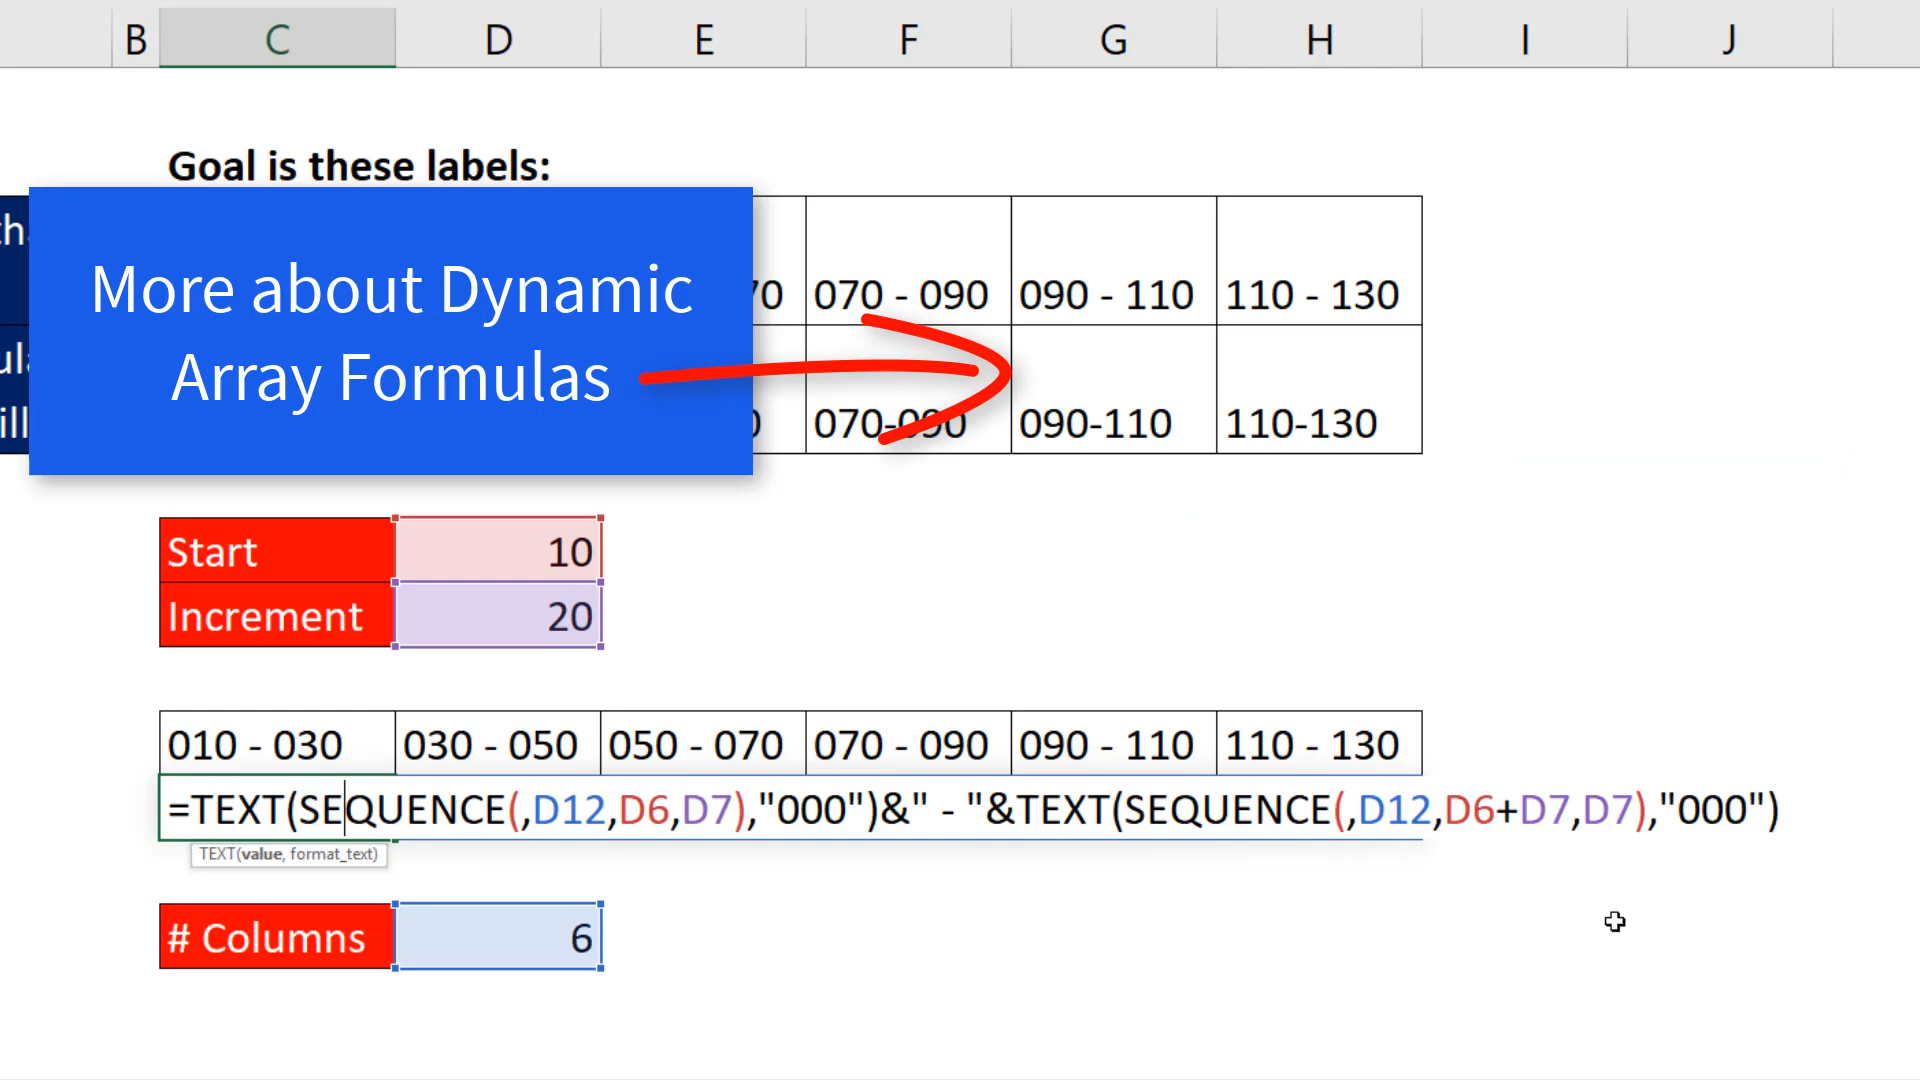 B C D E F G H I J
Goal is these labels:
More about Dynamic
Array Formulas
070 - 090 090 - 110 110 - 130
070-090 090-110 110-130
Start 10
Increment 20
010 - 030 030 - 050 050 - 070 070 - 090 090 - 110 110 - 130
=TEXT(SEQUENCE(,D12,D6,D7),"000")&" - "&TEXT(SEQUENCE(,D12,D6+D7,D7),"000")
TEXT(value, format_text)
# Columns 6